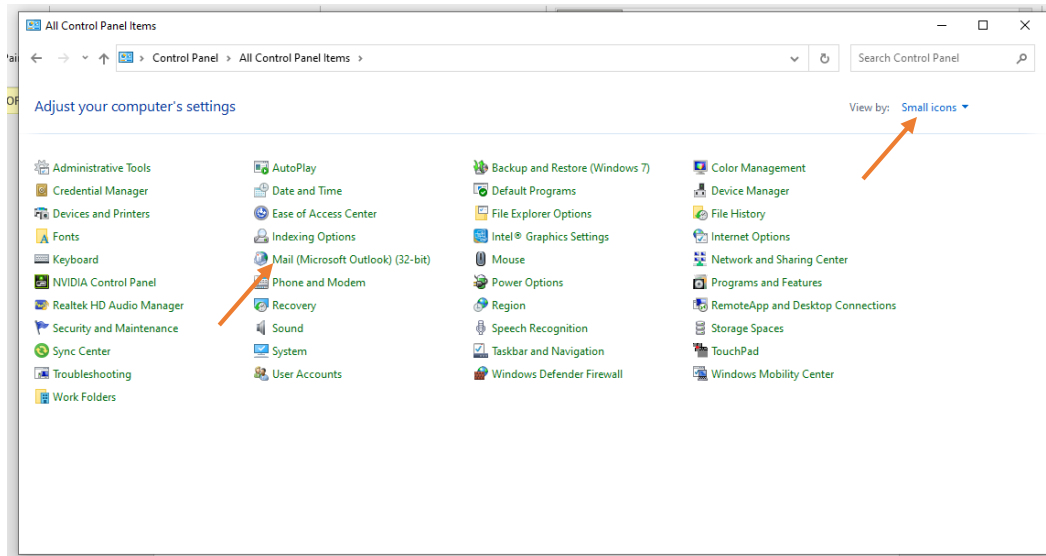 All Control Panel Items
Control Panel > All Control Panel Items >
Search Control Panel
Adjust your computer's settings
View by: Small icons
Administrative Tools AutoPlay Backup and Restore (Windows 7) Color Management
Credential Manager Date and Time Default Programs Device Manager
Devices and Printers Ease of Access Center File Explorer Options File History
Fonts Indexing Options Intel® Graphics Settings Internet Options
Keyboard Mail (Microsoft Outlook) (32-bit) Mouse Network and Sharing Center
NVIDIA Control Panel Phone and Modem Power Options Programs and Features
Realtek HD Audio Manager Recovery Region RemoteApp and Desktop Connections
Security and Maintenance Sound Speech Recognition Storage Spaces
Sync Center System Taskbar and Navigation TouchPad
Troubleshooting User Accounts Windows Defender Firewall Windows Mobility Center
Work Folders